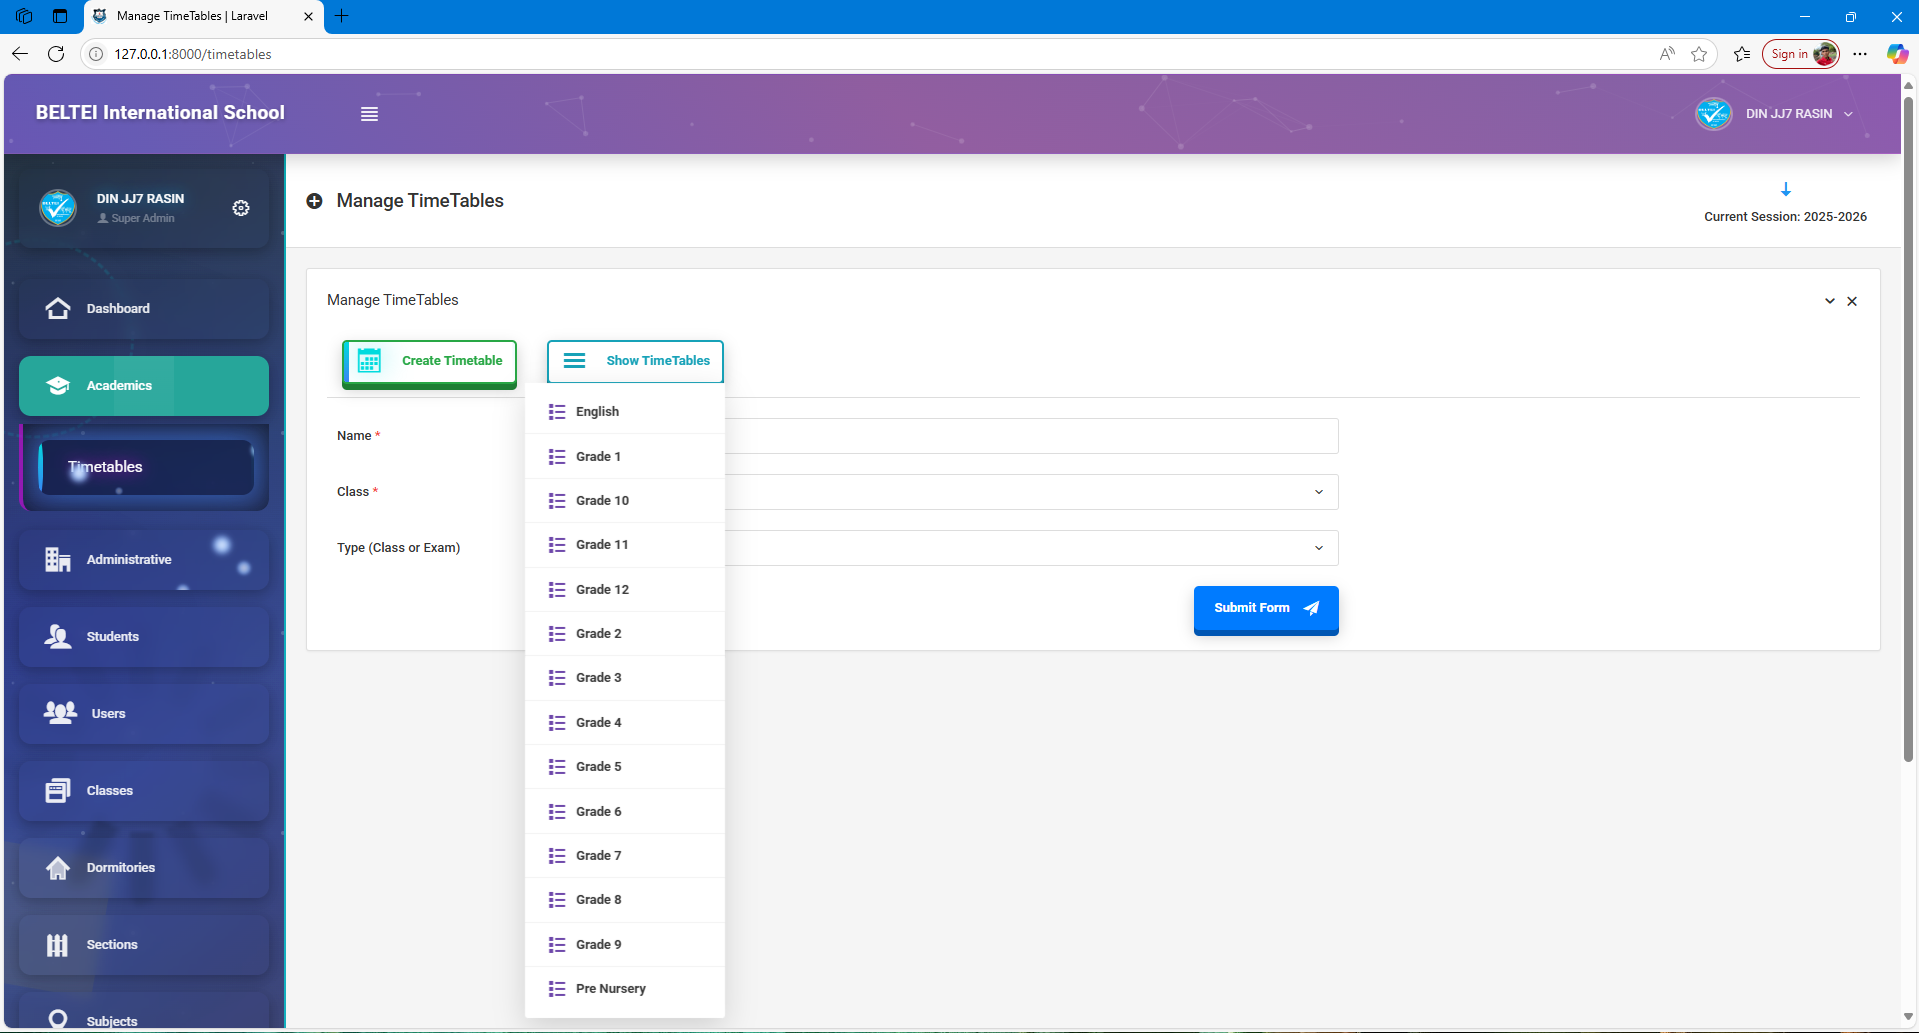 Manage TimeTables | Laravel
127.0.0.1:8000/timetables
Sign in
BELTEI International School
DIN JJ7 RASIN
DIN JJ7 RASIN
Super Admin
Dashboard
Academics
Timetables
Administrative
Students
Users
Classes
Dormitories
Sections
Subjects
Manage TimeTables
Current Session: 2025-2026
Manage TimeTables
Create Timetable
Show TimeTables
English
Grade 1
Grade 10
Grade 11
Grade 12
Grade 2
Grade 3
Grade 4
Grade 5
Grade 6
Grade 7
Grade 8
Grade 9
Pre Nursery
Name *
Class *
Type (Class or Exam)
Submit Form